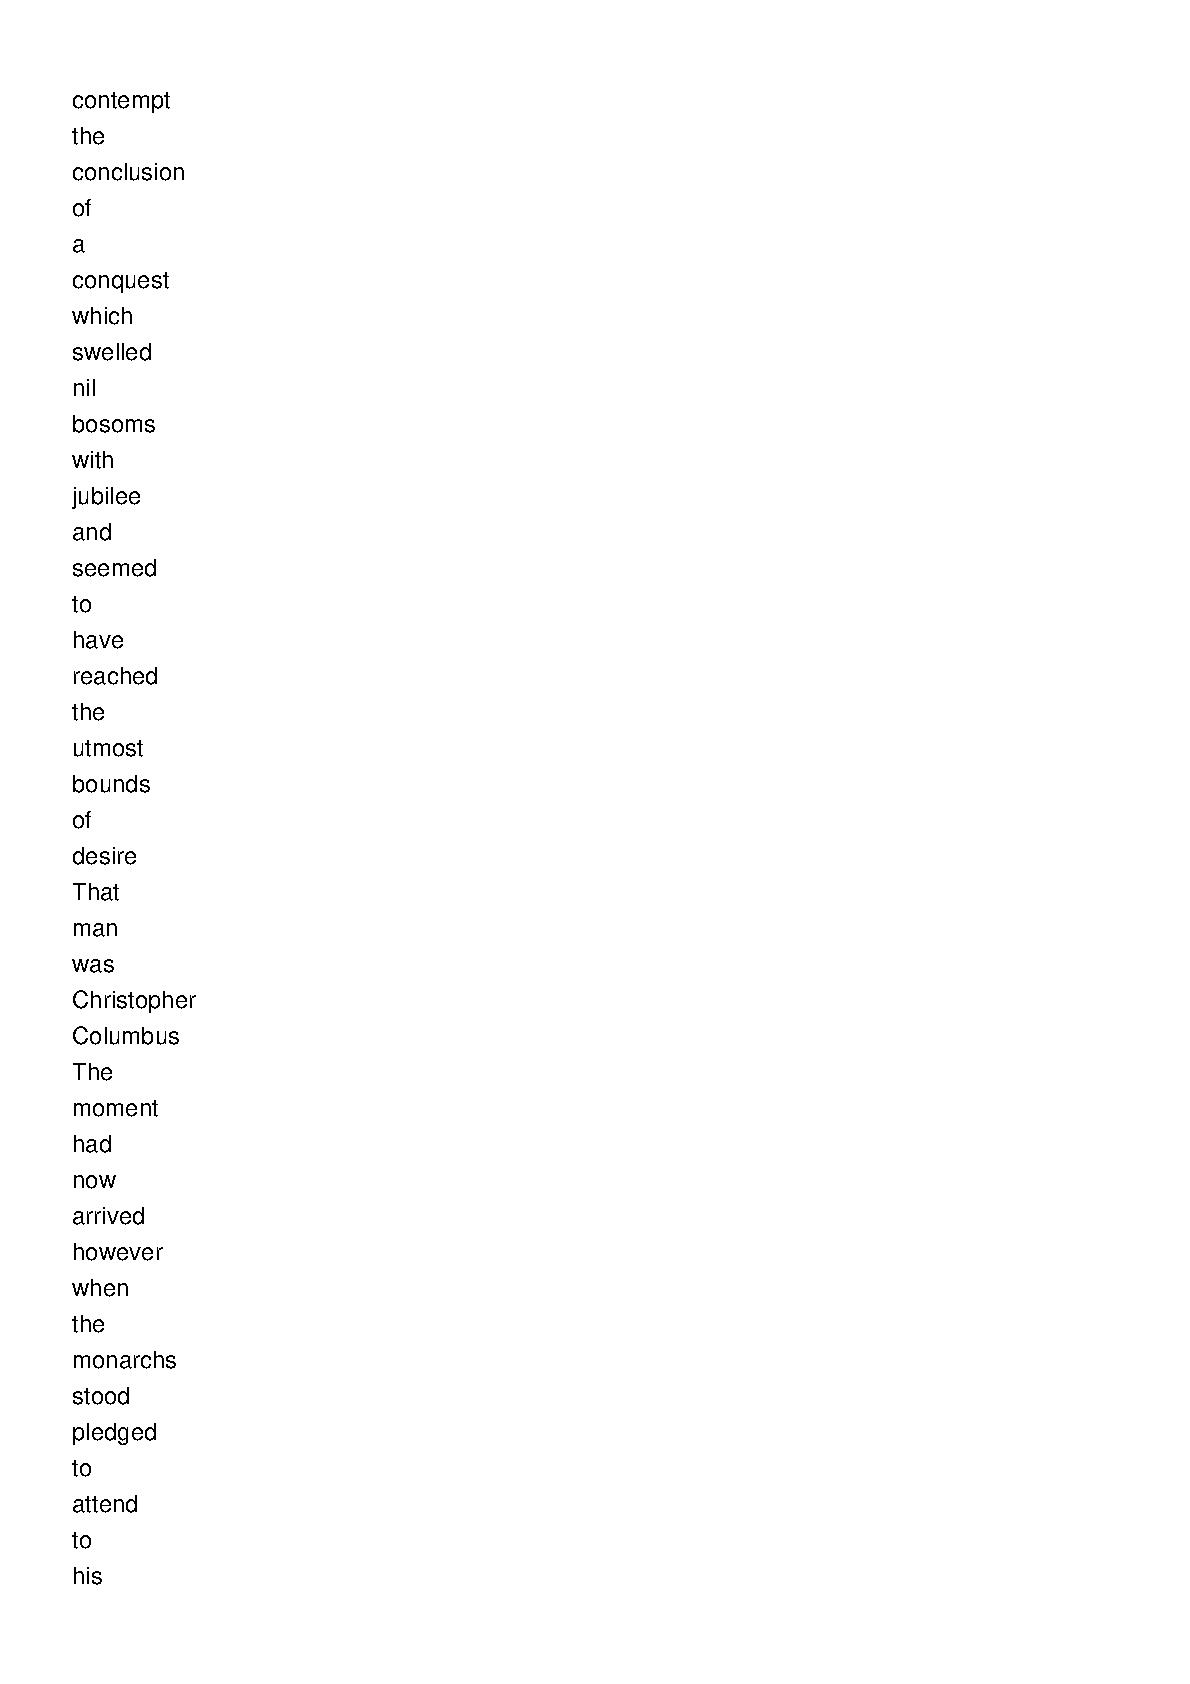 contempt
the
conclusion
of
a
conquest
which
swelled
nil
bosoms
with
jubilee
and
seemed
to
have
reached
the
utmost
bounds
of
desire
That
man
was
Christopher
Columbus
The
moment
had
now
arrived
however
when
the
monarchs
stood
pledged
to
attend
to
his